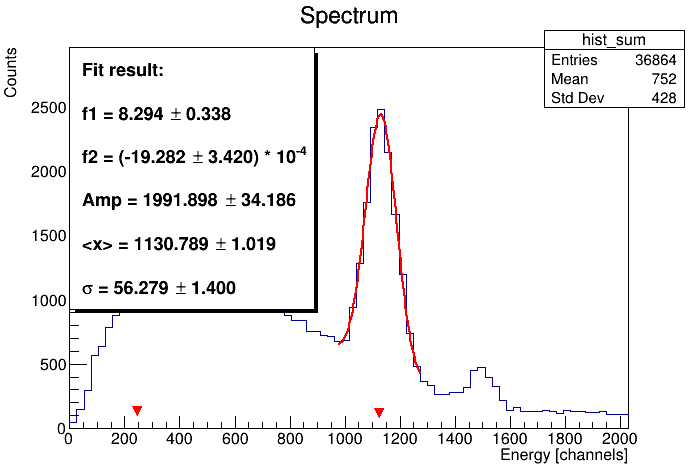 Spectrum
hist_sum
Entries 36864
Mean 752
Std Dev 428
Counts
Fit result:
f1 = 8.294 ± 0.338
f2 = (-19.282 ± 3.420) * 10^-4
Amp = 1991.898 ± 34.186
<x> = 1130.789 ± 1.019
σ = 56.279 ± 1.400
2500
2000
1500
1000
500
0
0 200 400 600 800 1000 1200 1400 1600 1800 2000
Energy [channels]